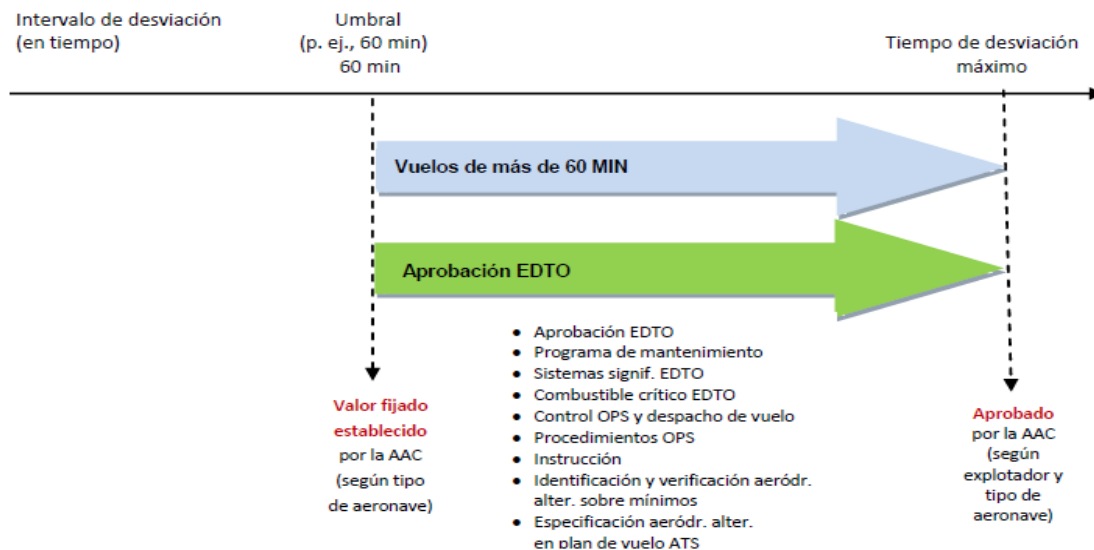 Intervalo de desviación
(en tiempo)
Umbral
(p. ej., 60 min)
60 min
Tiempo de desviación
máximo
Vuelos de más de 60 MIN
Aprobación EDTO
• Aprobación EDTO
• Programa de mantenimiento
• Sistemas signif. EDTO
• Combustible crítico EDTO
• Control OPS y despacho de vuelo
• Procedimientos OPS
• Instrucción
• Identificación y verificación aeródr.
alter. sobre mínimos
• Especificación aeródr. alter.
en plan de vuelo ATS
Valor fijado
establecido
por la AAC
(según tipo
de aeronave)
Aprobado
por la AAC
(según
explotador y
tipo de
aeronave)